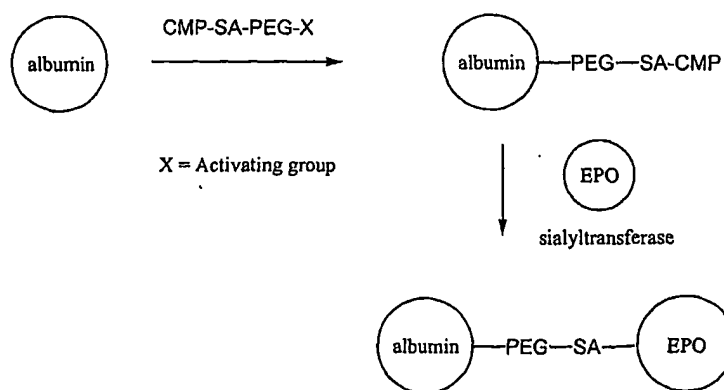 CMP-SA-PEG-X
albumin
albumin PEG SA-CMP
X = Activating group
EPO
sialyltransferase
albumin PEG SA EPO